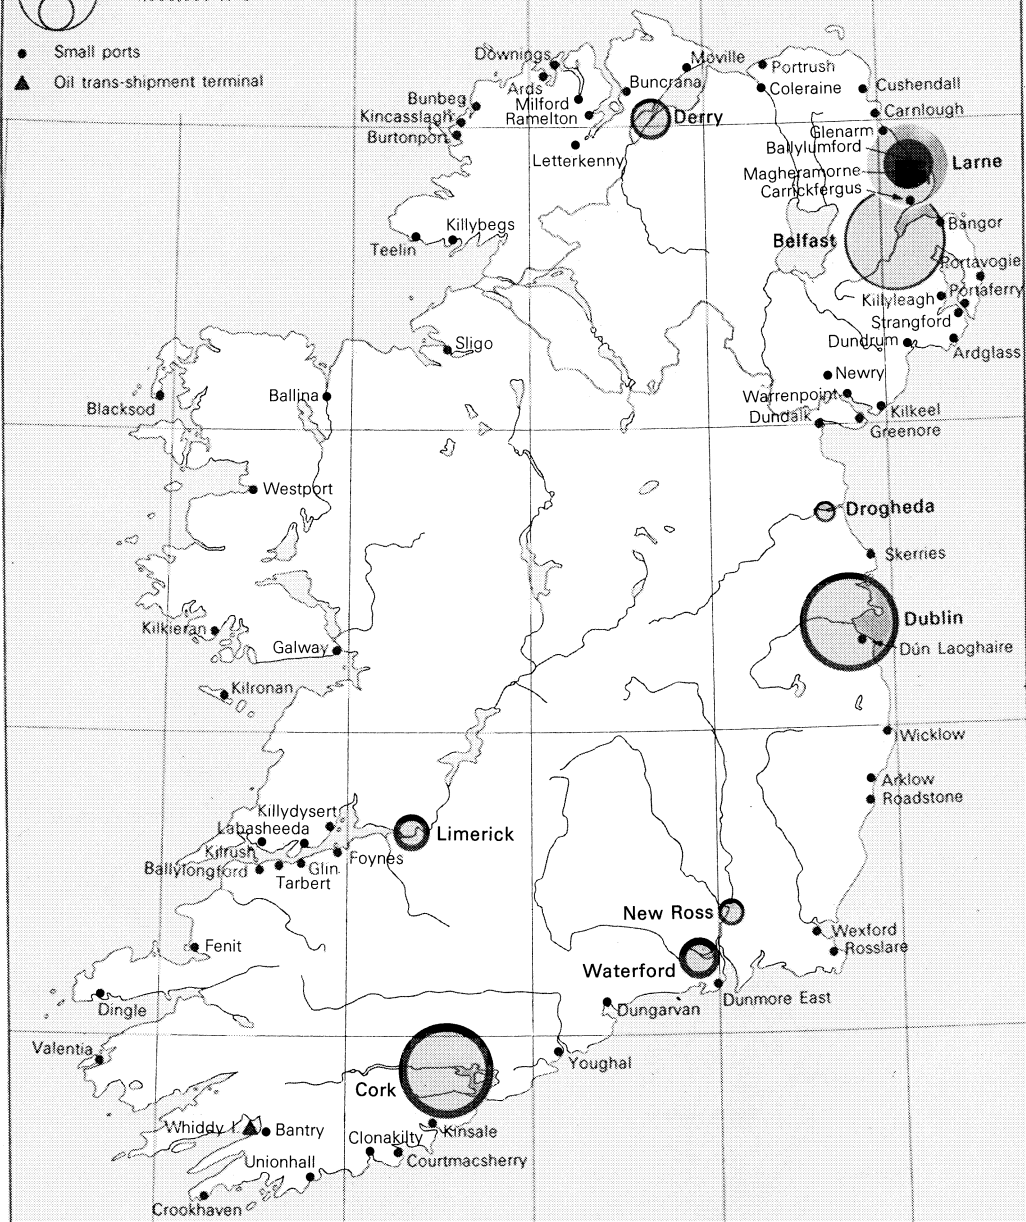 Small ports
Oil trans-shipment terminal
Downings
Moville
Portrush
Ards
Buncrana
Coleraine
Cushendall
Bunbeg
Milford
Kincasslagh
Ramelton
Derry
Carnlough
Burtonport
Glenarm
Ballylumford
Letterkenny
Larne
Magheramorne
Carrickfergus
Killybegs
Bangor
Teelin
Belfast
Portavogie
Killyleagh
Portaferry
Strangford
Sligo
Dundrum
Ardglass
Newry
Blacksod
Ballina
Warrenpoint
Kilkeel
Dundalk
Greenore
Westport
Drogheda
Skerries
Dublin
Kilkieran
Galway
Dún Laoghaire
Kilronan
Wicklow
Arklow
Roadstone
Killydysert
Labasheeda
Limerick
Kilrush
Foynes
Ballylongford
Glin
Tarbert
New Ross
Wexford
Fenit
Rosslare
Waterford
Dunmore East
Dingle
Dungarvan
Valentia
Youghal
Cork
Whiddy I.
Bantry
Kinsale
Clonakilty
Unionhall
Courtmacsherry
Crookhaven